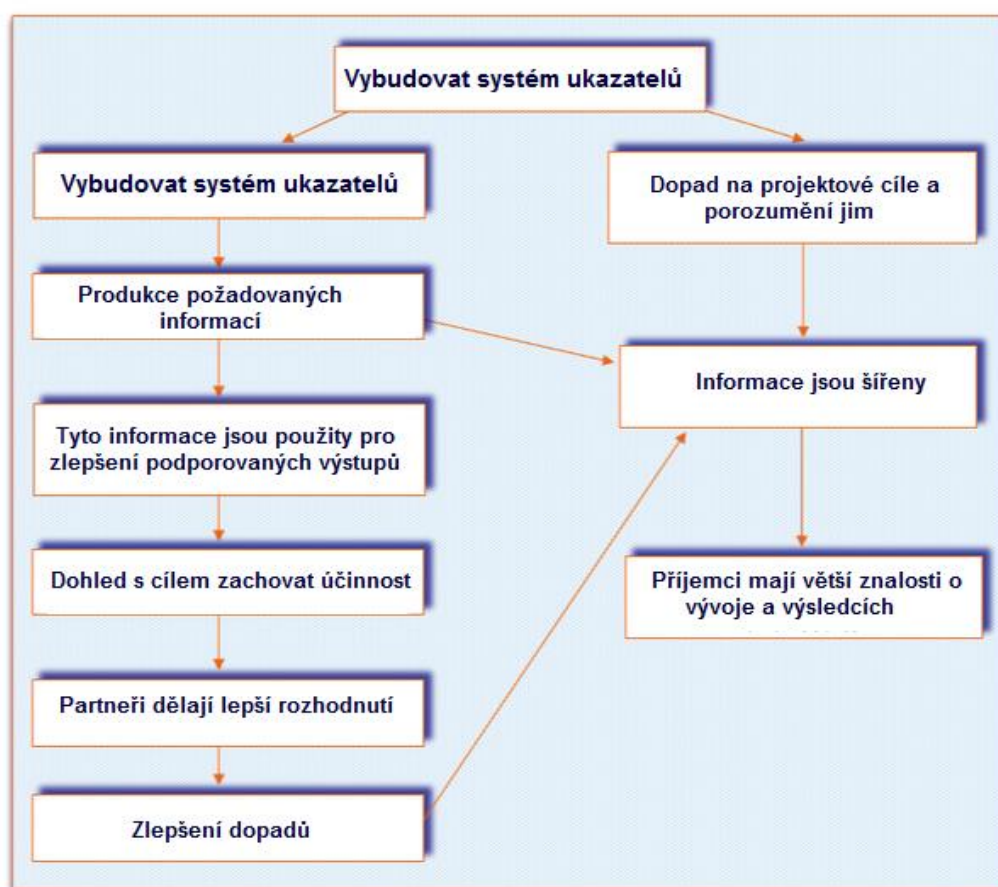 Vybudovat systém ukazatelů
Vybudovat systém ukazatelů
Dopad na projektové cíle a
porozumění jim
Produkce požadovaných
informací
Informace jsou šířeny
Tyto informace jsou použity pro
zlepšení podporovaných výstupů
Dohled s cílem zachovat účinnost
Příjemci mají větší znalosti o
vývoje a výsledcích
Partneři dělají lepší rozhodnutí
Zlepšení dopadů